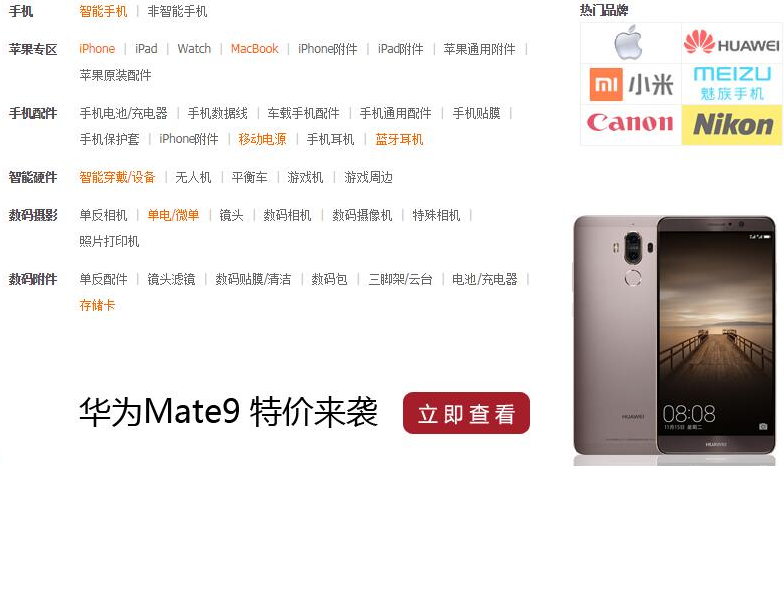 手机 智能手机 | 非智能手机
苹果专区 iPhone | iPad | Watch | MacBook | iPhone附件 | iPad附件 | 苹果通用附件 |
苹果原装配件
手机配件 手机电池/充电器 | 手机数据线 | 车载手机配件 | 手机通用配件 | 手机贴膜 |
手机保护套 | iPhone附件 | 移动电源 | 手机耳机 | 蓝牙耳机
智能硬件 智能穿戴/设备 | 无人机 | 平衡车 | 游戏机 | 游戏周边
数码摄影 单反相机 | 单电/微单 | 镜头 | 数码相机 | 数码摄像机 | 特殊相机 |
照片打印机
数码附件 单反配件 | 镜头滤镜 | 数码贴膜/清洁 | 数码包 | 三脚架/云台 | 电池/充电器 |
存储卡
热门品牌
HUAWEI
mi 小米
MEIZU
魅族手机
Canon
Nikon
华为Mate9 特价来袭
立即查看
HUAWEI
08:08
11月15日 星期二
HUAWEI